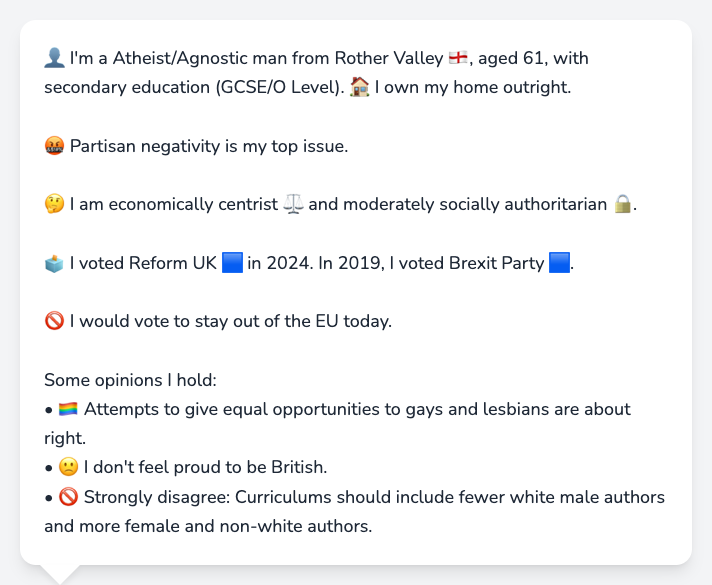 👤 I'm a Atheist/Agnostic man from Rother Valley 🏴󠁧󠁢󠁥󠁮󠁧󠁿, aged 61, with
secondary education (GCSE/O Level). 🏠 I own my home outright.
🤬 Partisan negativity is my top issue.
🤔 I am economically centrist ⚖️ and moderately socially authoritarian 🔒.
🗳️ I voted Reform UK 🟦 in 2024. In 2019, I voted Brexit Party 🟦.
🚫 I would vote to stay out of the EU today.
Some opinions I hold:
• 🏳️‍🌈 Attempts to give equal opportunities to gays and lesbians are about
right.
• 🙁 I don't feel proud to be British.
• 🚫 Strongly disagree: Curriculums should include fewer white male authors
and more female and non-white authors.